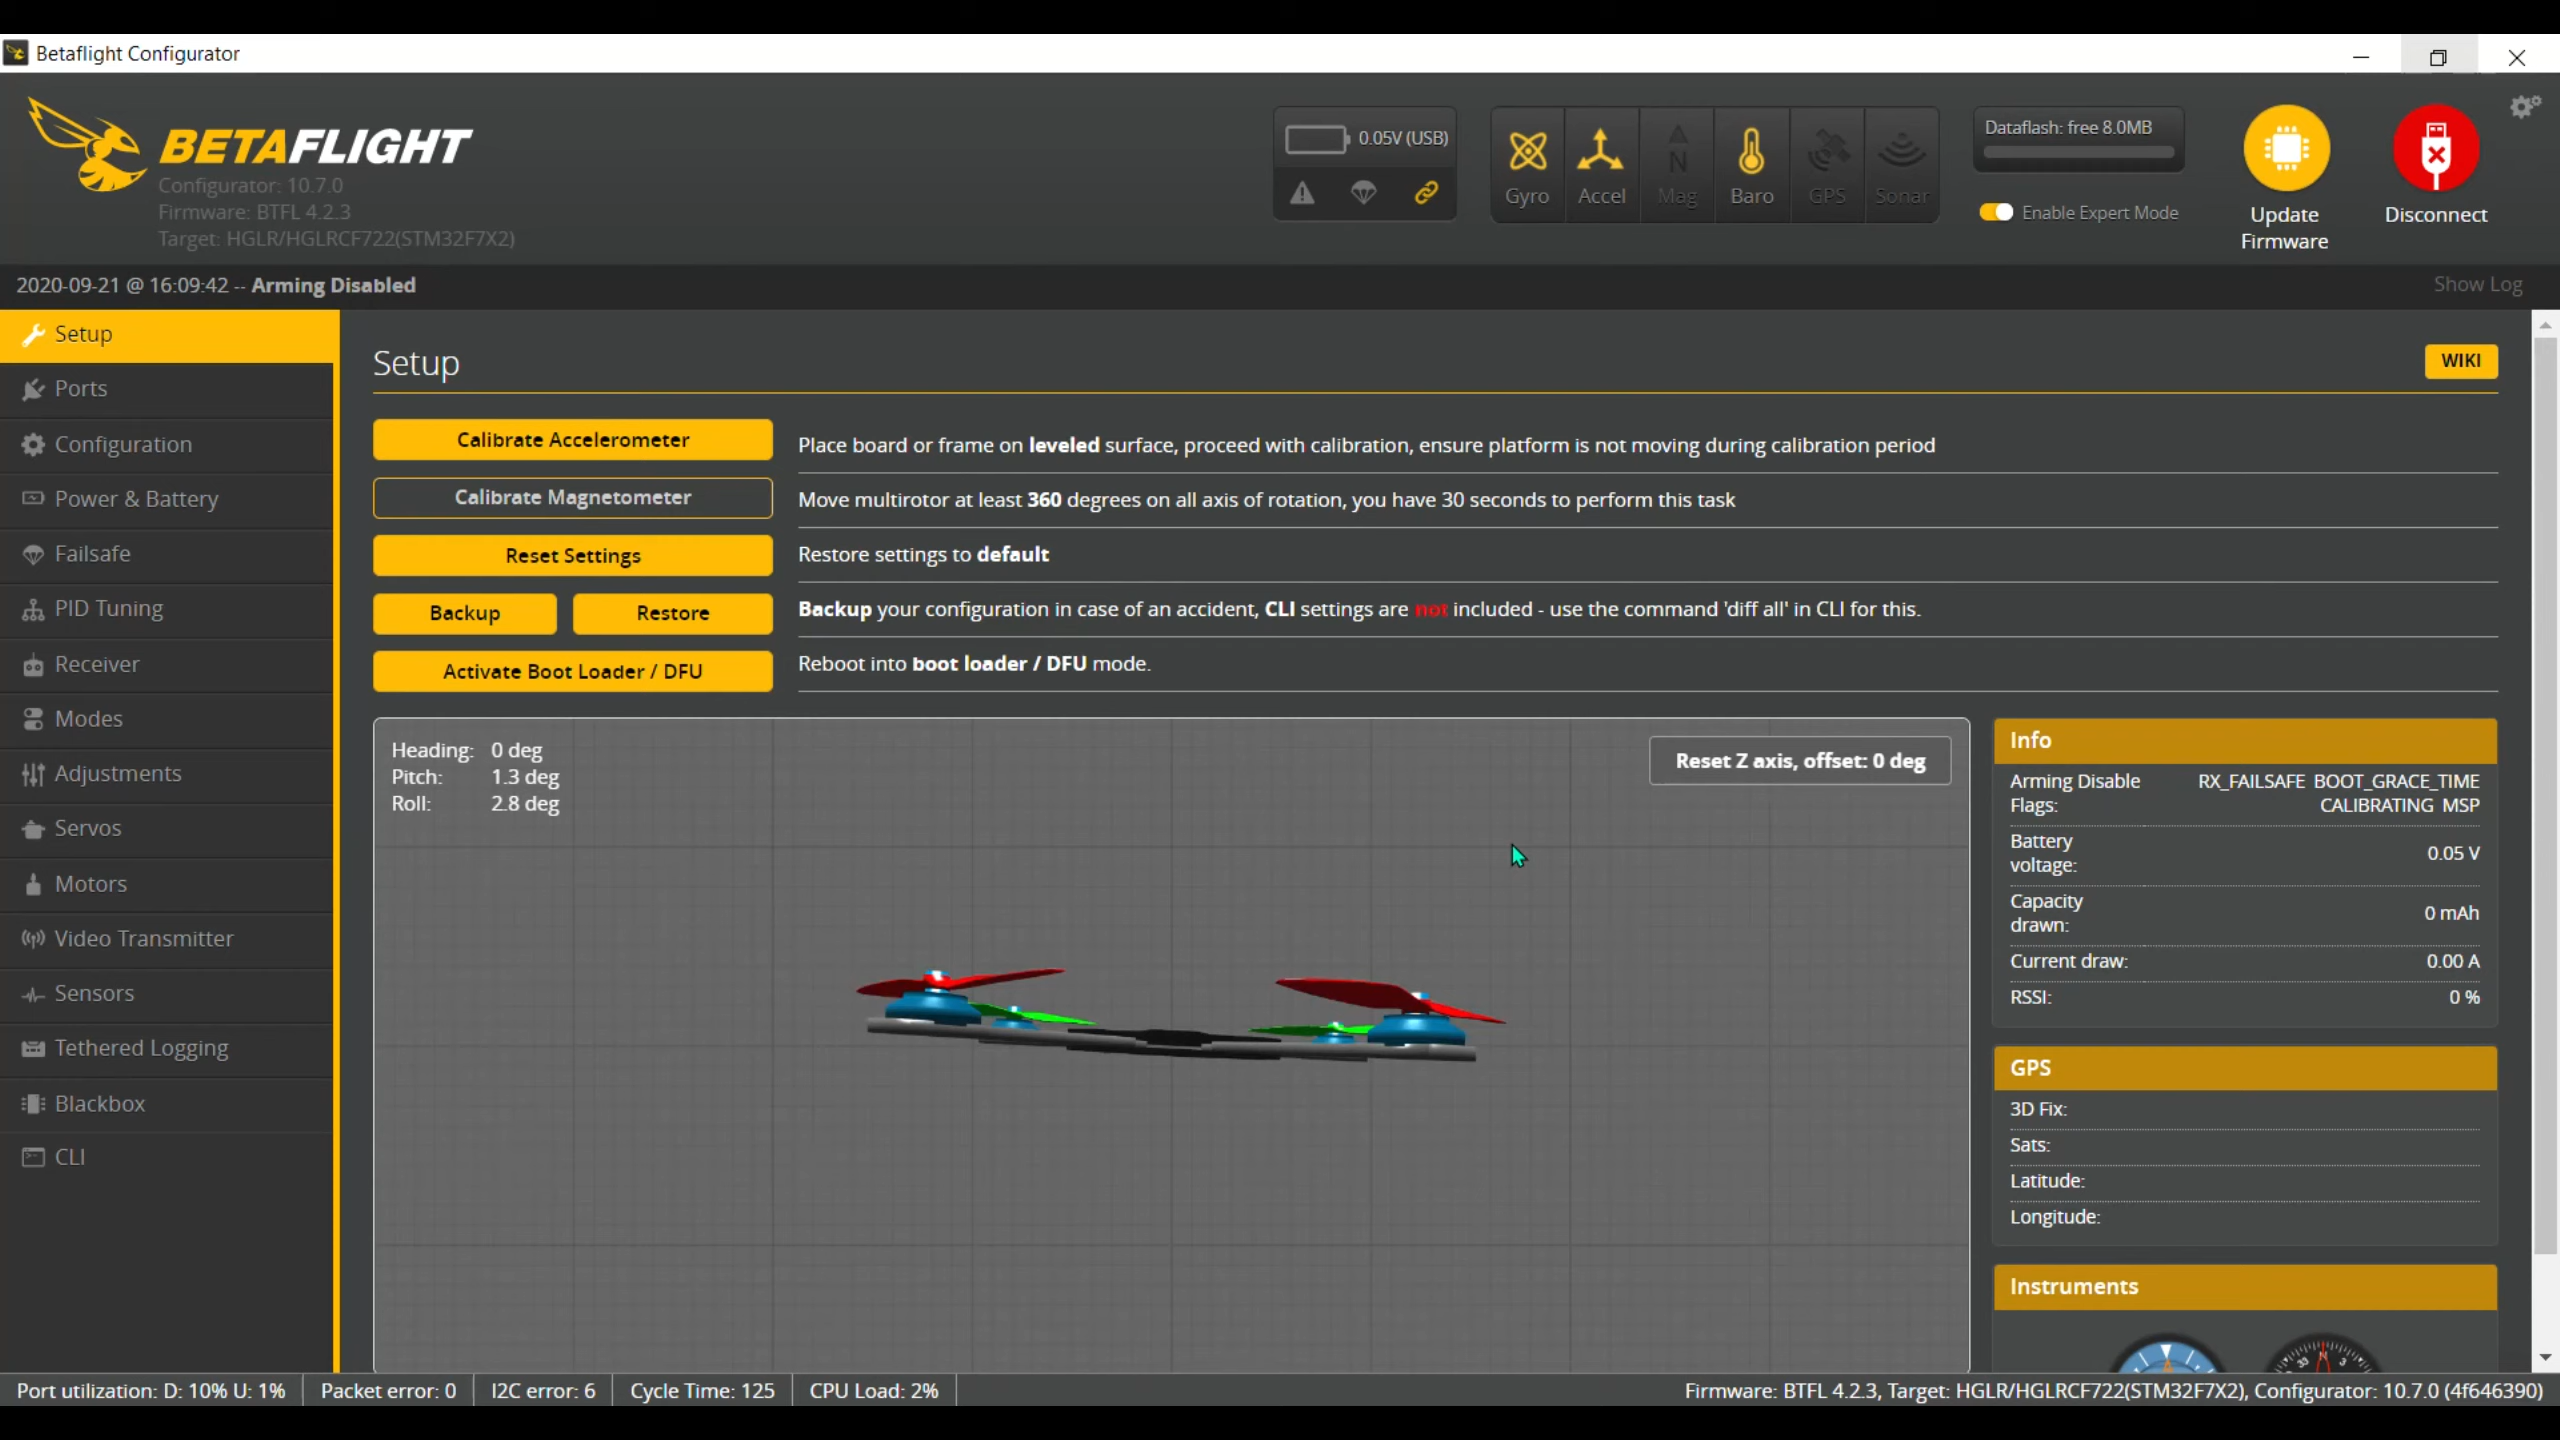 Betaflight Configurator
BETAFLIGHT
Configurator: 10.7.0
Firmware: BTFL 4.2.3
Target: HGLR/HGLRCF722(STM32F7X2)
0.05V (USB)
Gyro
Accel
Mag
Baro
GPS
Sonar
Dataflash: free 8.0MB
Enable Expert Mode
Update
Firmware
Disconnect
2020-09-21 @ 16:09:42 -- Arming Disabled
Show Log
Setup
Ports
Configuration
Power & Battery
Failsafe
PID Tuning
Receiver
Modes
Adjustments
Servos
Motors
Video Transmitter
Sensors
Tethered Logging
Blackbox
CLI
Setup
WIKI
Calibrate Accelerometer
Place board or frame on leveled surface, proceed with calibration, ensure platform is not moving during calibration period
Calibrate Magnetometer
Move multirotor at least 360 degrees on all axis of rotation, you have 30 seconds to perform this task
Reset Settings
Restore settings to default
Backup
Restore
Backup your configuration in case of an accident, CLI settings are not included - use the command 'diff all' in CLI for this.
Activate Boot Loader / DFU
Reboot into boot loader / DFU mode.
Heading: 0 deg
Pitch: 1.3 deg
Roll: 2.8 deg
Reset Z axis, offset: 0 deg
Info
Arming Disable RX_FAILSAFE BOOT_GRACE_TIME
Flags: CALIBRATING MSP
Battery
voltage: 0.05 V
Capacity
drawn: 0 mAh
Current draw: 0.00 A
RSSI: 0 %
GPS
3D Fix:
Sats:
Latitude:
Longitude:
Instruments
33 N 3
Port utilization: D: 10% U: 1%
Packet error: 0
I2C error: 6
Cycle Time: 125
CPU Load: 2%
Firmware: BTFL 4.2.3, Target: HGLR/HGLRCF722(STM32F7X2), Configurator: 10.7.0 (4f646390)